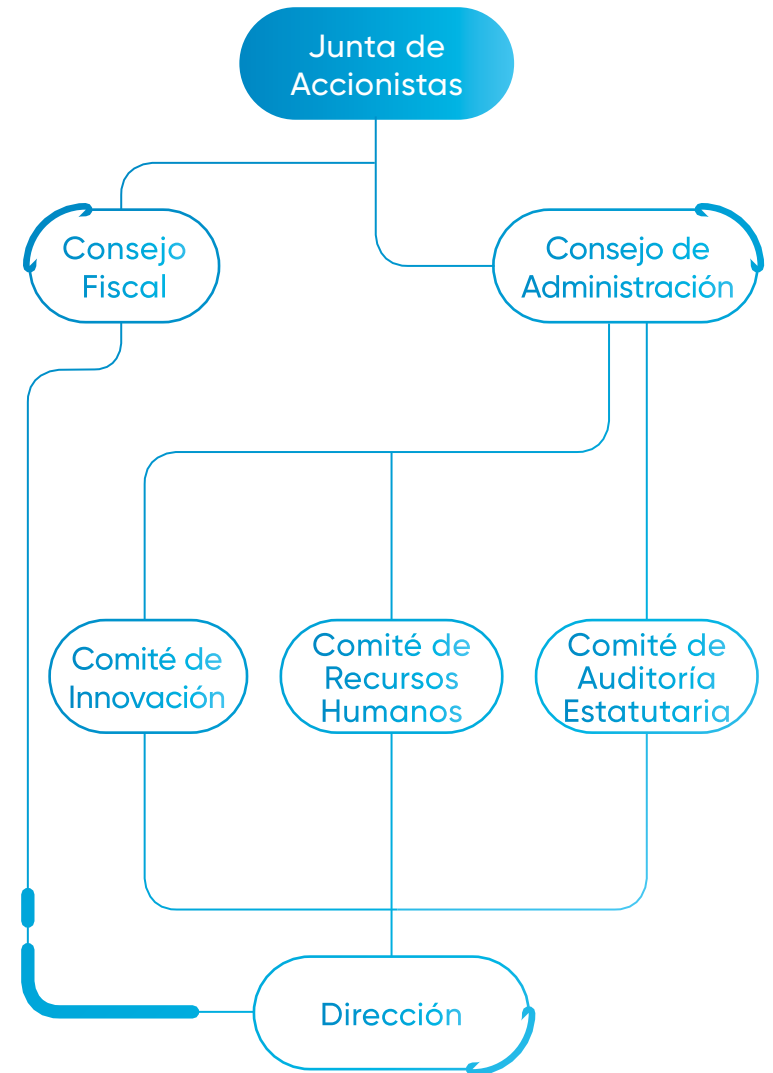 Junta de
Accionistas
Consejo
Fiscal
Consejo de
Administración
Comité de
Innovación
Comité de
Recursos
Humanos
Comité de
Auditoría
Estatutaria
Dirección